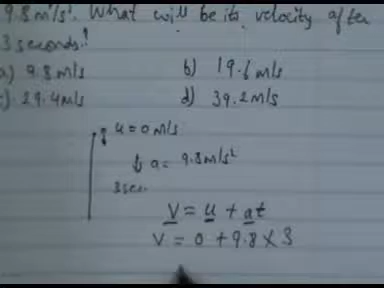 9.8 m/s². What will be its velocity after
3 seconds?
a) 9.8 m/s b) 19.6 m/s
c) 29.4 m/s d) 39.2 m/s
u = 0 m/s
↓ a = 9.8 m/s²
3 sec
V = u + at
V = 0 + 9.8 × 3